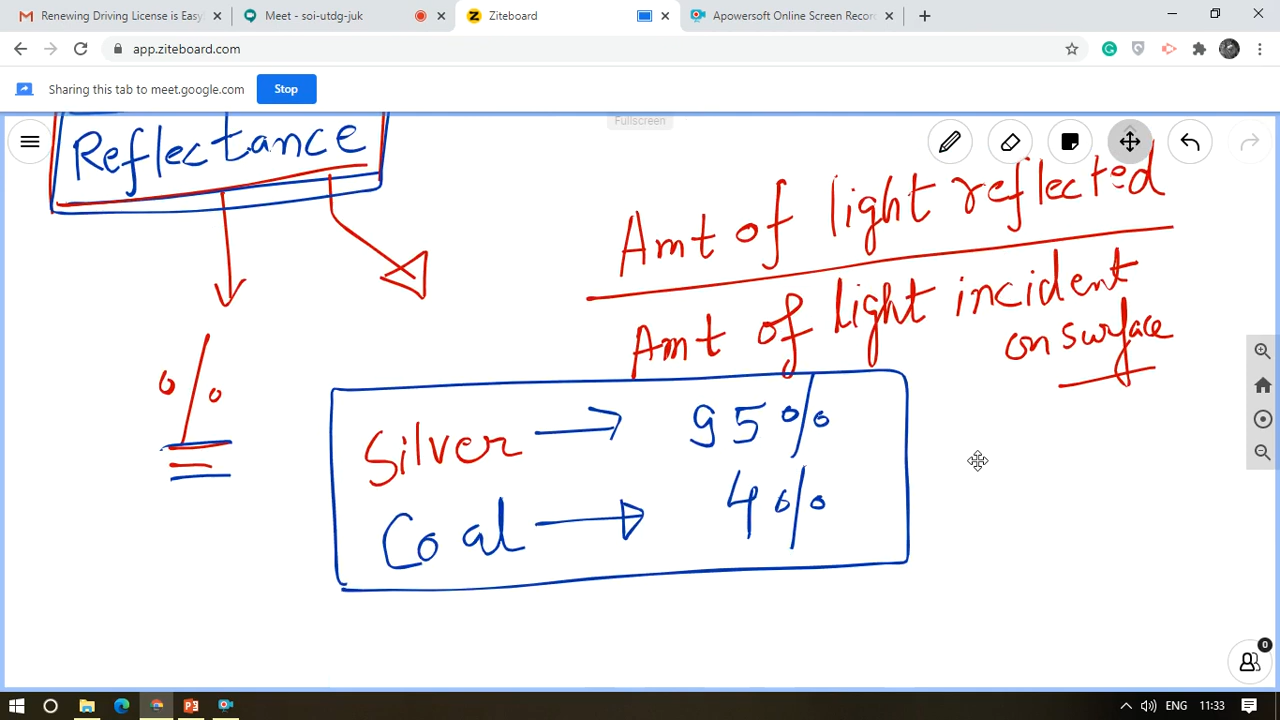 Renewing Driving License is Easy
Meet - soi-utdg-juk
Ziteboard
Apowersoft Online Screen Recor
app.ziteboard.com
Sharing this tab to meet.google.com
Stop
Fullscreen
Reflectance
Amt of light reflected
Amt of light incident
on surface
%
Silver → 95%
Coal → 4%
0
ENG
11:33